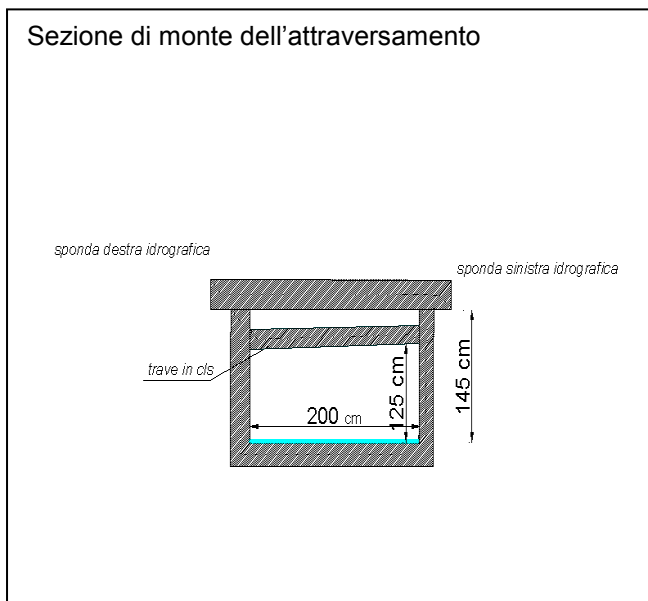 Sezione di monte dell’attraversamento
sponda destra idrografica
sponda sinistra idrografica
trave in cls
200 cm
125 cm
145 cm